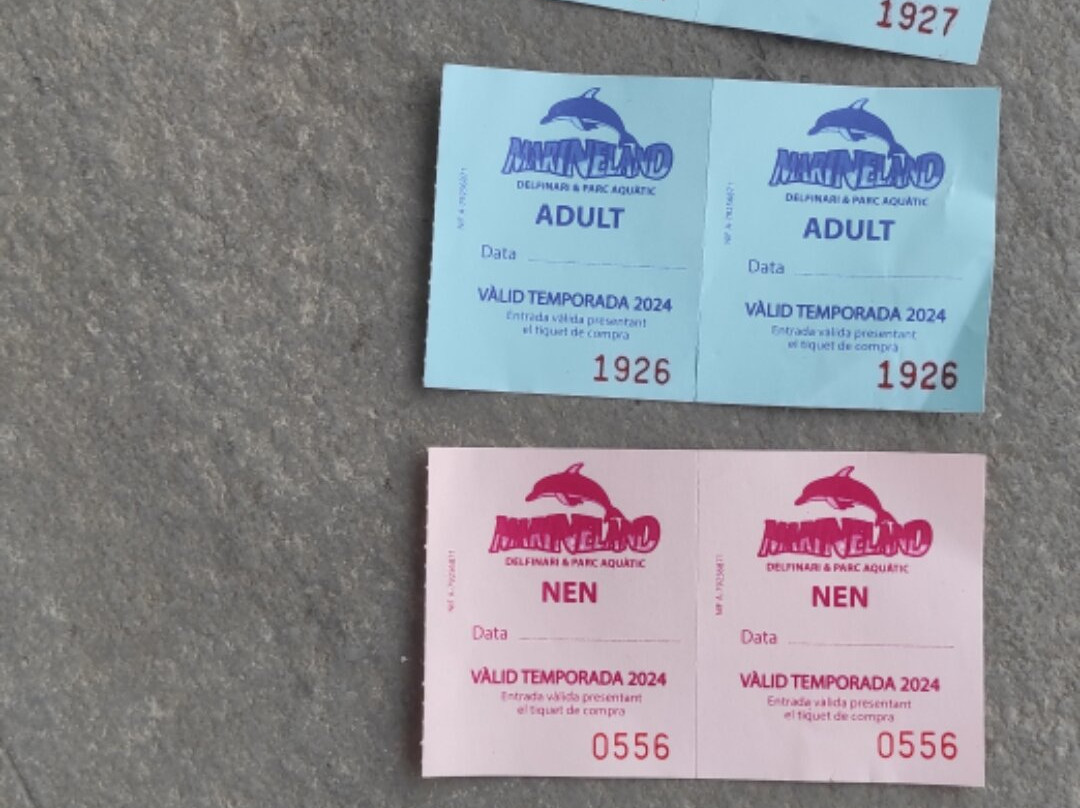 1927
MARINELAND
DELFINARI & PARC AQUÀTIC
ADULT
Data
VÀLID TEMPORADA 2024
Entrada vàlida presentant
el tiquet de compra
1926
NIF A-79256871
MARINELAND
DELFINARI & PARC AQUÀTIC
ADULT
Data
VÀLID TEMPORADA 2024
Entrada vàlida presentant
el tiquet de compra
1926
MARINELAND
DELFINARI & PARC AQUÀTIC
NEN
Data
VÀLID TEMPORADA 2024
Entrada vàlida presentant
el tiquet de compra
0556
MARINELAND
DELFINARI & PARC AQUÀTIC
NEN
Data
VÀLID TEMPORADA 2024
Entrada vàlida presentant
el tiquet de compra
0556